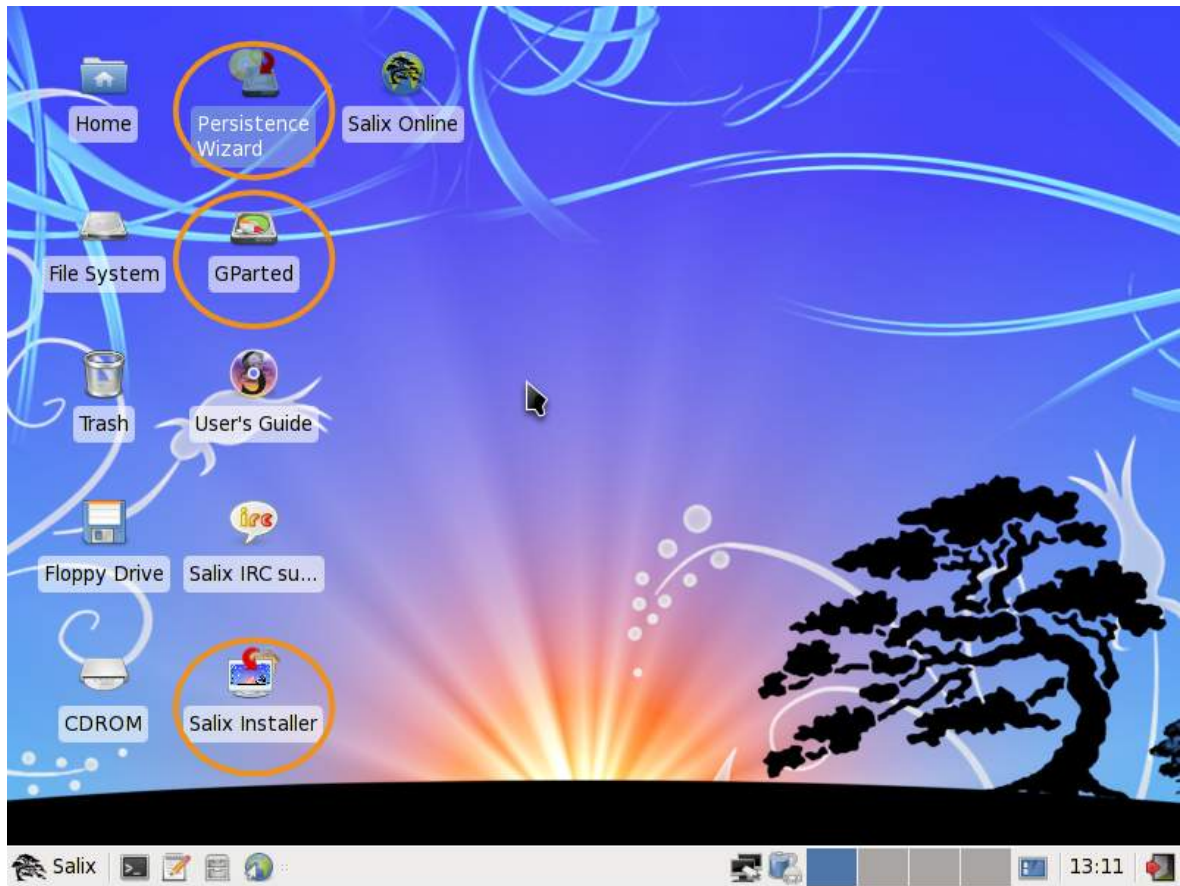 Home
Persistence
Wizard
Salix Online
File System
GParted
Trash
User's Guide
Floppy Drive
irc
Salix IRC su...
CDROM
Salix Installer
Salix
13:11